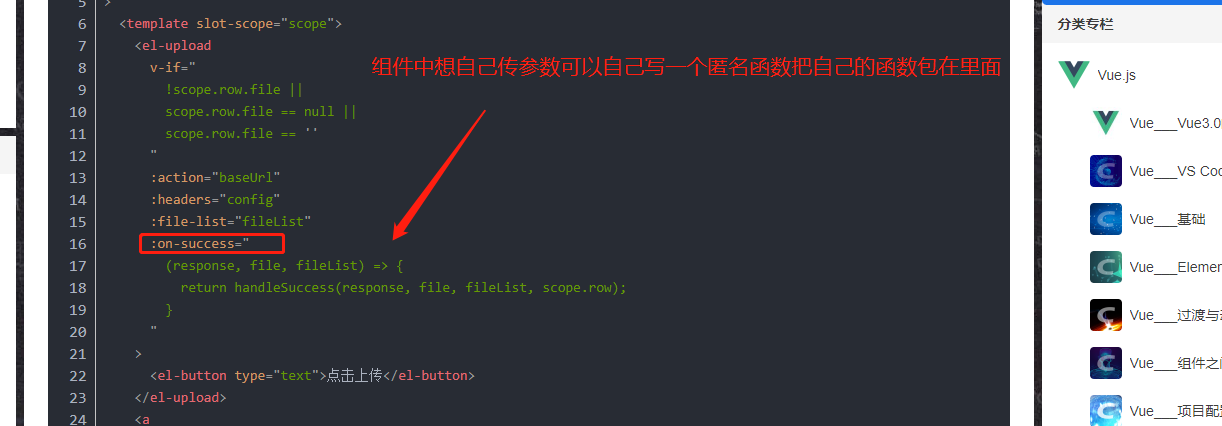 5 >
6 <template slot-scope="scope">
7 <el-upload
8 v-if="
9 !scope.row.file ||
10 scope.row.file == null ||
11 scope.row.file == ''
12 "
13 :action="baseUrl"
14 :headers="config"
15 :file-list="fileList"
16 :on-success="
17 (response, file, fileList) => {
18 return handleSuccess(response, file, fileList, scope.row);
19 }
20 "
21 >
22 <el-button type="text">点击上传</el-button>
23 </el-upload>
24 <a
组件中想自己传参数可以自己写一个匿名函数把自己的函数包在里面
分类专栏
Vue.js
Vue___Vue3.0
Vue___VS Cod
Vue___基础
Vue___Elemen
Vue___过渡与
Vue___组件之
Vue___项目配